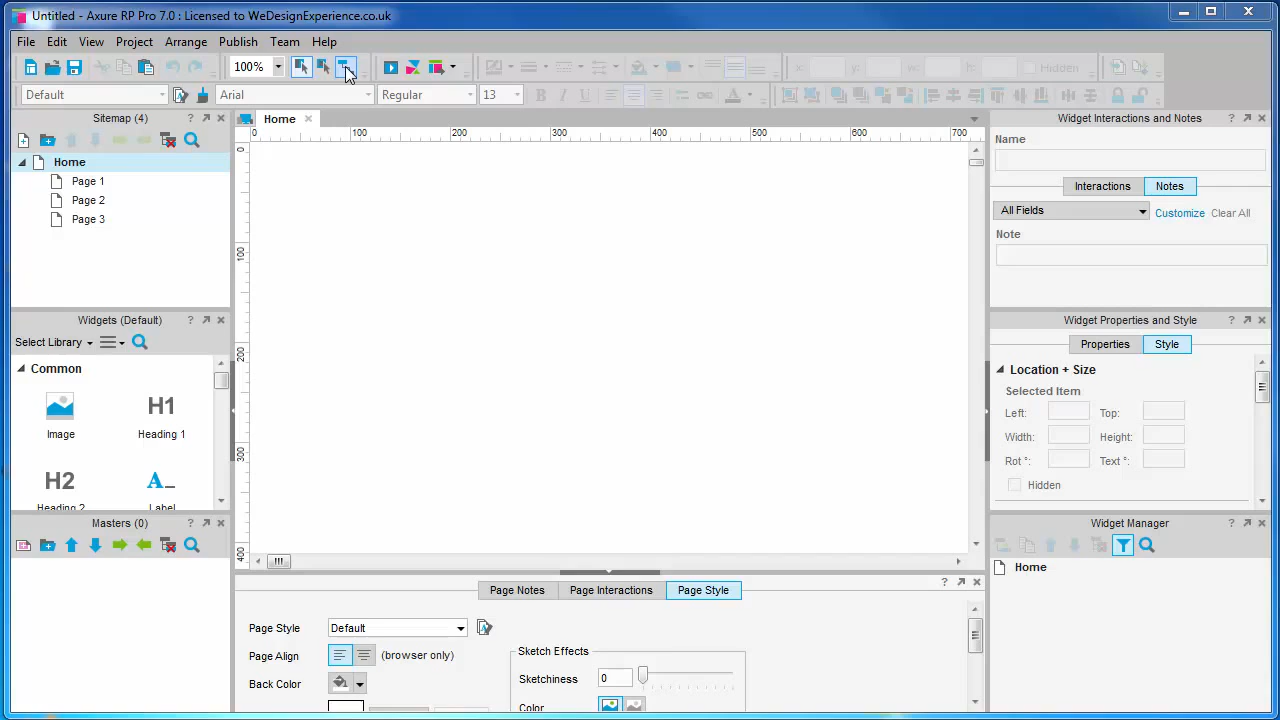 Untitled - Axure RP Pro 7.0 : Licensed to WeDesignExperience.co.uk
File Edit View Project Arrange Publish Team Help
100% x: y: w: h: Hidden
Default Arial Regular 13 B I U A
Sitemap (4)
Home
Page 1
Page 2
Page 3
Widgets (Default)
Select Library
Common
Image
H1
Heading 1
H2
Heading 2
A_
Label
Masters (0)
Home
0 100 200 300 400 500 600 700
0
100
200
300
400
Page Notes Page Interactions Page Style
Page Style Default
Page Align (browser only)
Back Color
Sketch Effects
Sketchiness 0
Color
Widget Interactions and Notes
Name
Interactions Notes
All Fields Customize Clear All
Note
Widget Properties and Style
Properties Style
Location + Size
Selected Item
Left: Top:
Width: Height:
Rot °: Text °:
Hidden
Widget Manager
Home